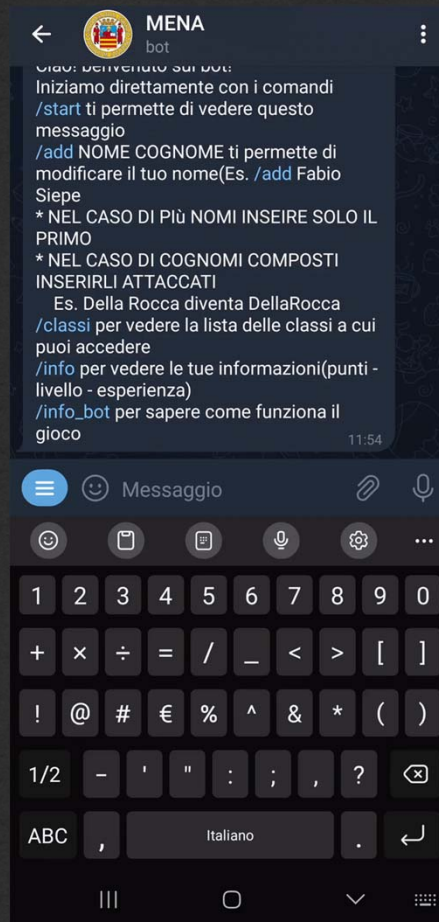 MENA
bot
Ciao! benvenuto sul bot!
Iniziamo direttamente con i comandi
/start ti permette di vedere questo
messaggio
/add NOME COGNOME ti permette di
modificare il tuo nome(Es. /add Fabio
Siepe
* NEL CASO DI PIù NOMI INSEIRE SOLO IL
PRIMO
* NEL CASO DI COGNOMI COMPOSTI
INSERIRLI ATTACCATI
Es. Della Rocca diventa DellaRocca
/classi per vedere la lista delle classi a cui
puoi accedere
/info per vedere le tue informazioni(punti -
livello - esperienza)
/info_bot per sapere come funziona il
gioco
11:54
Messaggio
1 2 3 4 5 6 7 8 9 0
+ × ÷ = / _ < > [ ]
! @ # € % ^ & * ( )
1/2 - ' " : ; , ?
ABC , Italiano .